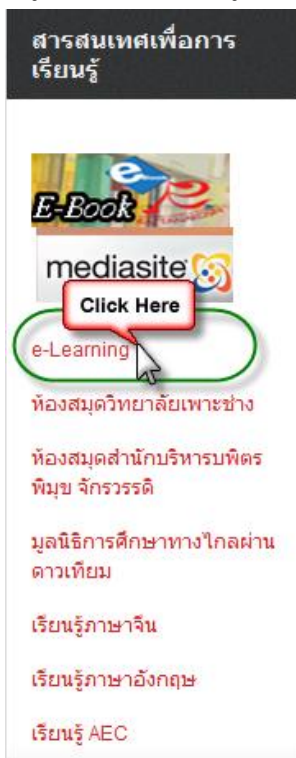 สารสนเทศเพื่อการ
เรียนรู้
E-Book
mediasite
Click Here
e-Learning
ห้องสมุดวิทยาลัยเพาะช่าง
ห้องสมุดสำนักบริหารบพิตร
พิมุข จักรวรรดิ
มูลนิธิการศึกษาทางไกลผ่าน
ดาวเทียม
เรียนรู้ภาษาจีน
เรียนรู้ภาษาอังกฤษ
เรียนรู้ AEC